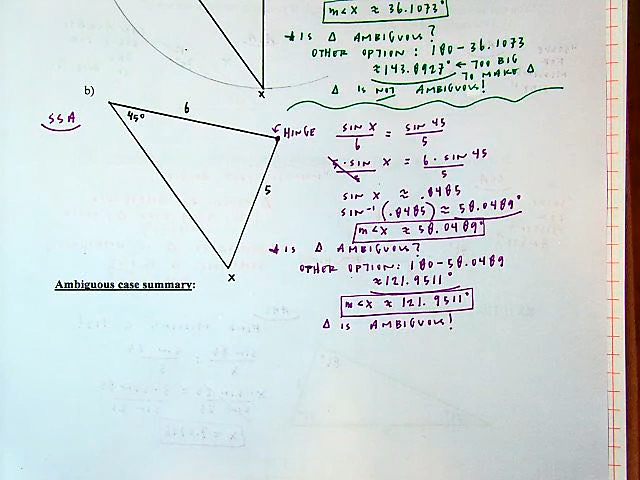 m<X ≈ 36.1073°
* IS Δ AMBIGUOUS?
OTHER OPTION: 180-36.1073
≈143.8927° ← TOO BIG
TO MAKE Δ
Δ IS NOT AMBIGUOUS!
X
b)
SSA
6
45°
HINGE
5
X
sin X / 6 = sin 45 / 5
5·sin X / 5 = 6·sin 45 / 5
sin X ≈ .8485
sin⁻¹(.8485) ≈ 58.0489°
m<X ≈ 58.0489°
* IS Δ AMBIGUOUS?
OTHER OPTION: 180-58.0489
≈121.9511°
m<X ≈ 121.9511°
Δ IS AMBIGUOUS!
Ambiguous case summary: